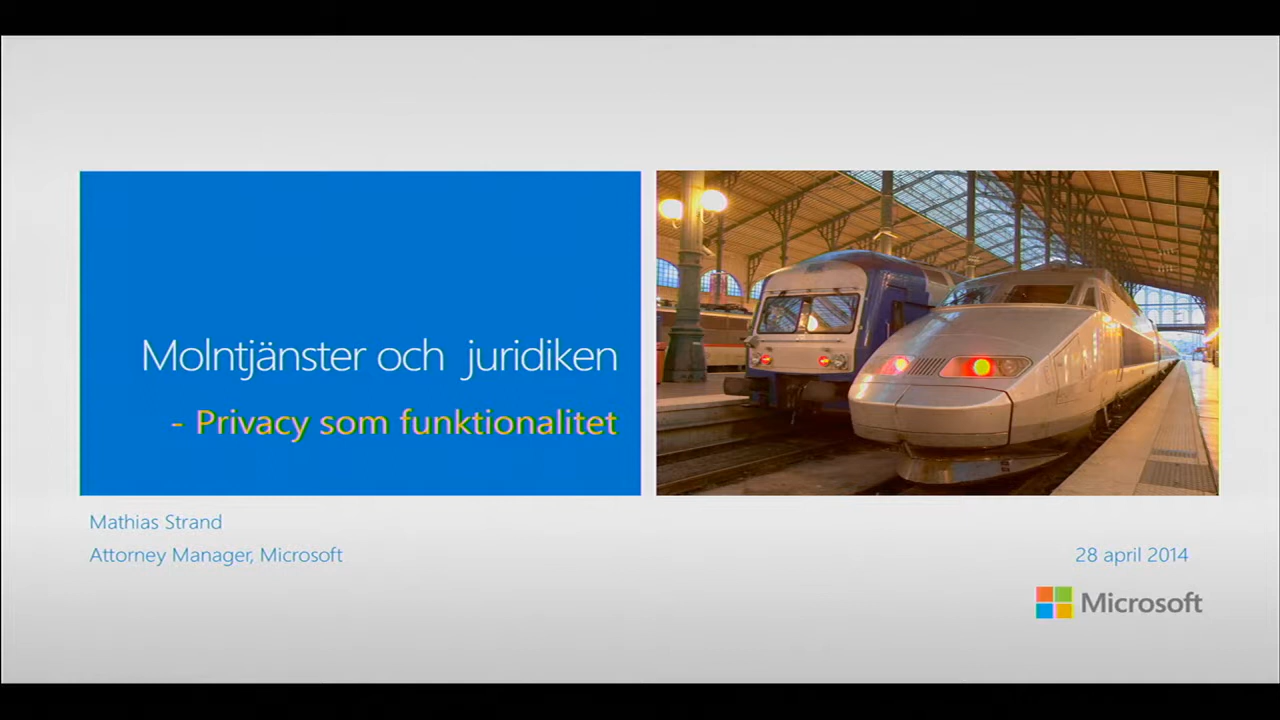 Molntjänster och juridiken
- Privacy som funktionalitet
Mathias Strand
Attorney Manager, Microsoft
28 april 2014
Microsoft